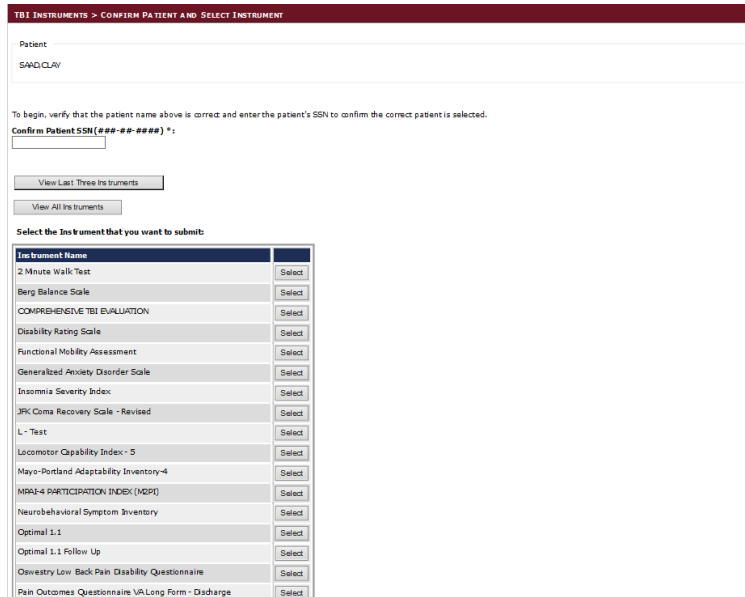 TBI INSTRUMENTS > CONFIRM PATIENT AND SELECT INSTRUMENT
Patient
SAAD,CLAY
To begin, verify that the patient name above is correct and enter the patient's SSN to confirm the correct patient is selected.
Confirm Patient SSN(###-##-####) *:
View Last Three Instruments
View All Instruments
Select the Instrument that you want to submit:
Instrument Name
2 Minute Walk Test Select
Berg Balance Scale Select
COMPREHENSIVE TBI EVALUATION Select
Disability Rating Scale Select
Functional Mobility Assessment Select
Generalized Anxiety Disorder Scale Select
Insomnia Severity Index Select
JFK Coma Recovery Scale - Revised Select
L - Test Select
Locomotor Capability Index - 5 Select
Mayo-Portland Adaptability Inventory-4 Select
MPAI-4 PARTICIPATION INDEX (M2PI) Select
Neurobehavioral Symptom Inventory Select
Optimal 1.1 Select
Optimal 1.1 Follow Up Select
Oswestry Low Back Pain Disability Questionnaire Select
Pain Outcomes Questionnaire VA Long Form - Discharge Select